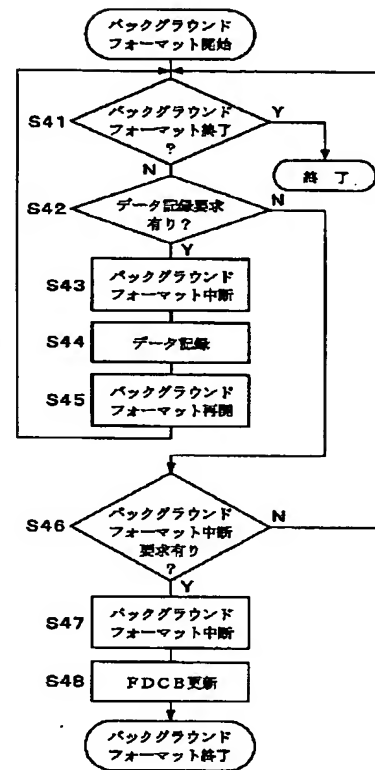 バックグラウンド
フォーマット開始
S41
バックグラウンド
フォーマット終了
?
Y
N
終 了
S42
データ記録要求
有り?
N
Y
S43
バックグラウンド
フォーマット中断
S44
データ記録
S45
バックグラウンド
フォーマット再開
S46
バックグラウンド
フォーマット中断
要求有り
?
N
Y
S47
バックグラウンド
フォーマット中断
S48
FDCB更新
バックグラウンド
フォーマット終了